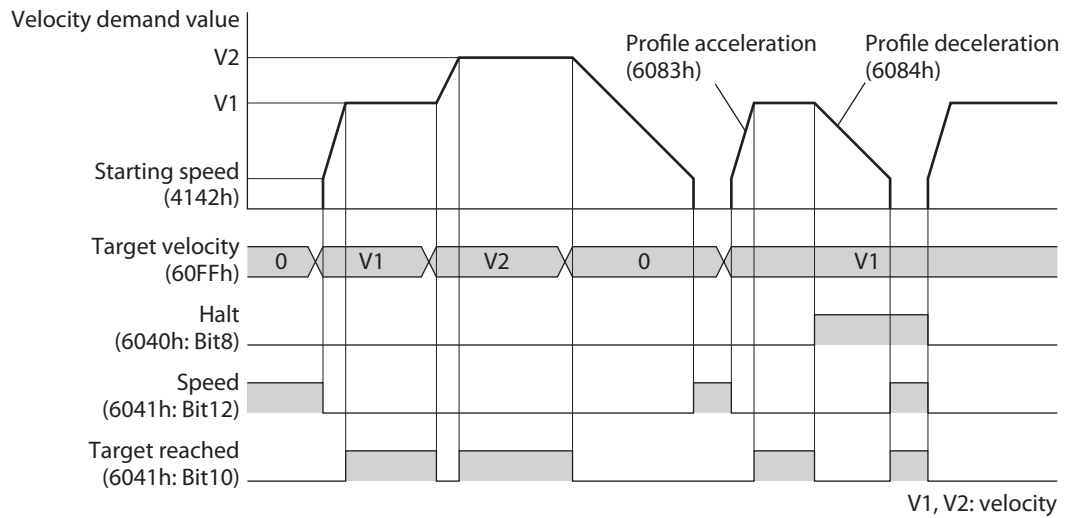 Velocity demand value
V2
V1
Starting speed
(4142h)
Profile acceleration
(6083h)
Profile deceleration
(6084h)
Target velocity
(60FFh)
0 V1 V2 0 V1
Halt
(6040h: Bit8)
Speed
(6041h: Bit12)
Target reached
(6041h: Bit10)
V1, V2: velocity